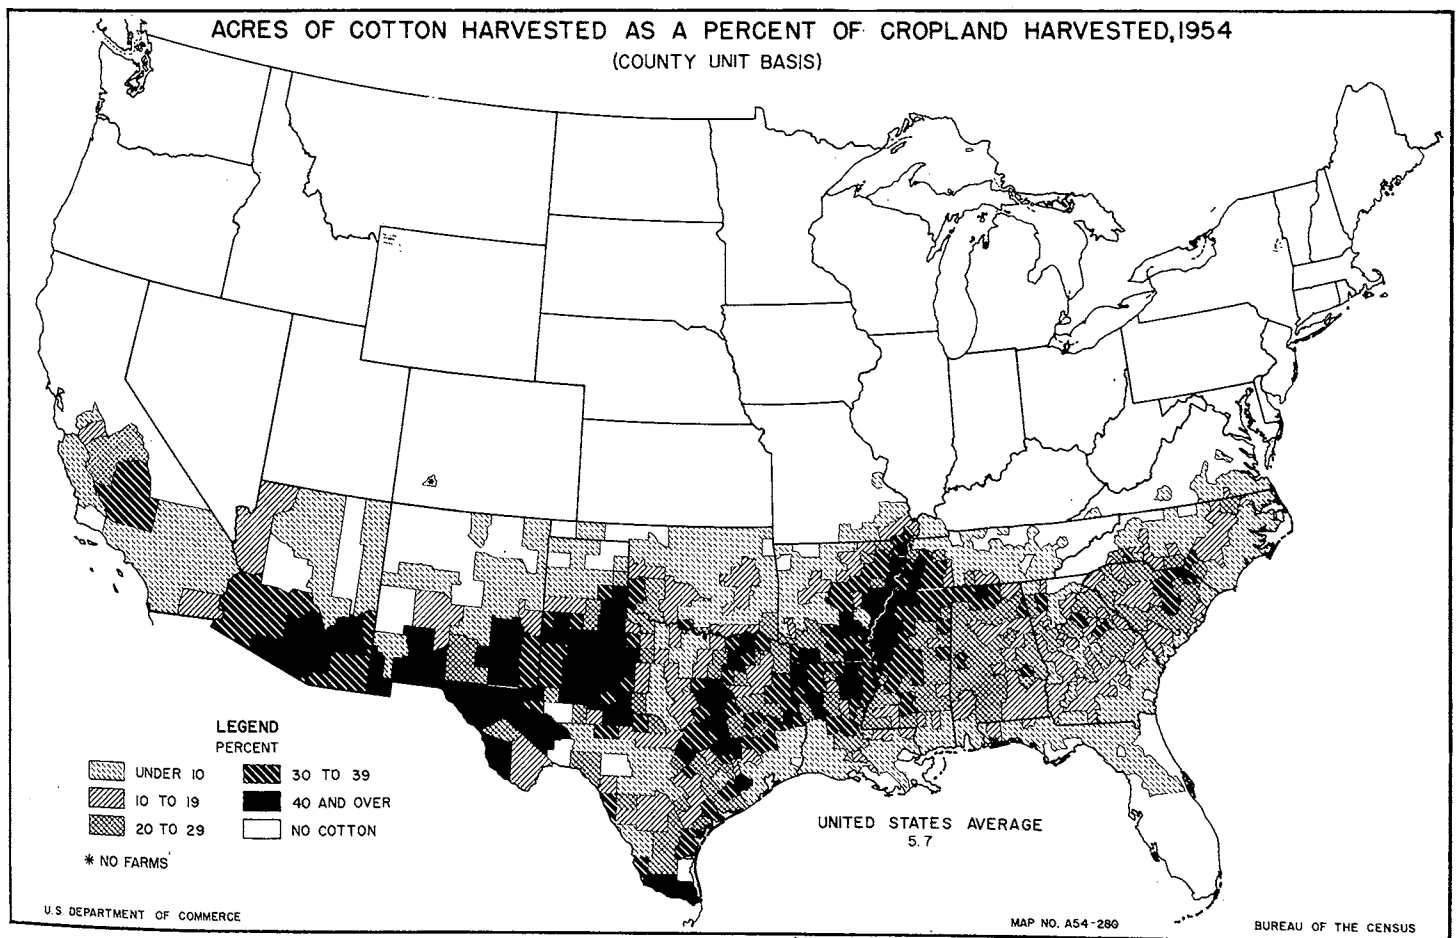 ACRES OF COTTON HARVESTED AS A PERCENT OF CROPLAND HARVESTED, 1954
(COUNTY UNIT BASIS)
LEGEND
PERCENT
UNDER 10
10 TO 19
20 TO 29
30 TO 39
40 AND OVER
NO COTTON
* NO FARMS
UNITED STATES AVERAGE
5.7
U.S. DEPARTMENT OF COMMERCE
MAP NO. A54-280
BUREAU OF THE CENSUS